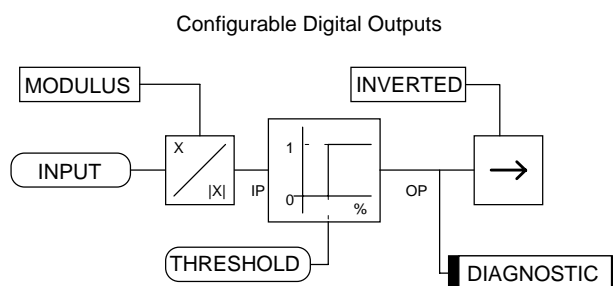 Configurable Digital Outputs
MODULUS
INVERTED
INPUT
X
|X|
IP
1
0
%
OP
THRESHOLD
DIAGNOSTIC